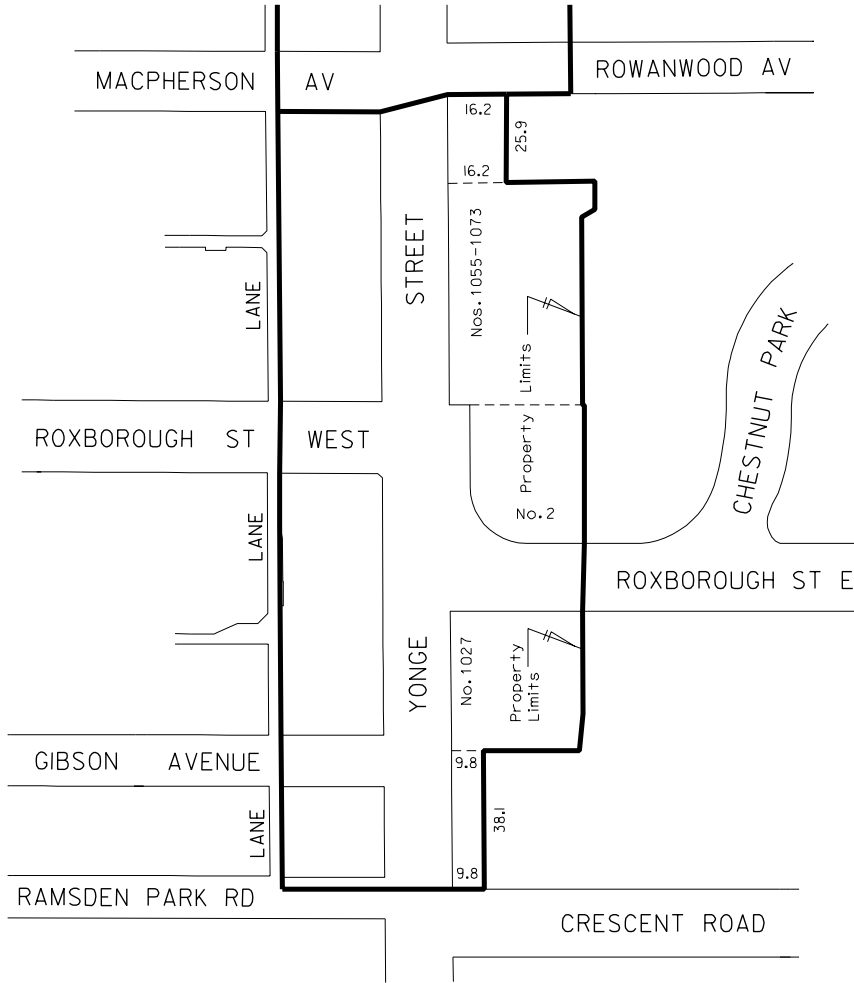 MACPHERSON AV
ROWANWOOD AV
16.2
25.9
16.2
STREET
Nos. 1055-1073
LANE
Property Limits
CHESTNUT PARK
ROXBOROUGH ST WEST
No. 2
LANE
ROXBOROUGH ST E
YONGE
No. 1027
Property
Limits
GIBSON AVENUE
9.8
38.1
LANE
9.8
RAMSDEN PARK RD
CRESCENT ROAD